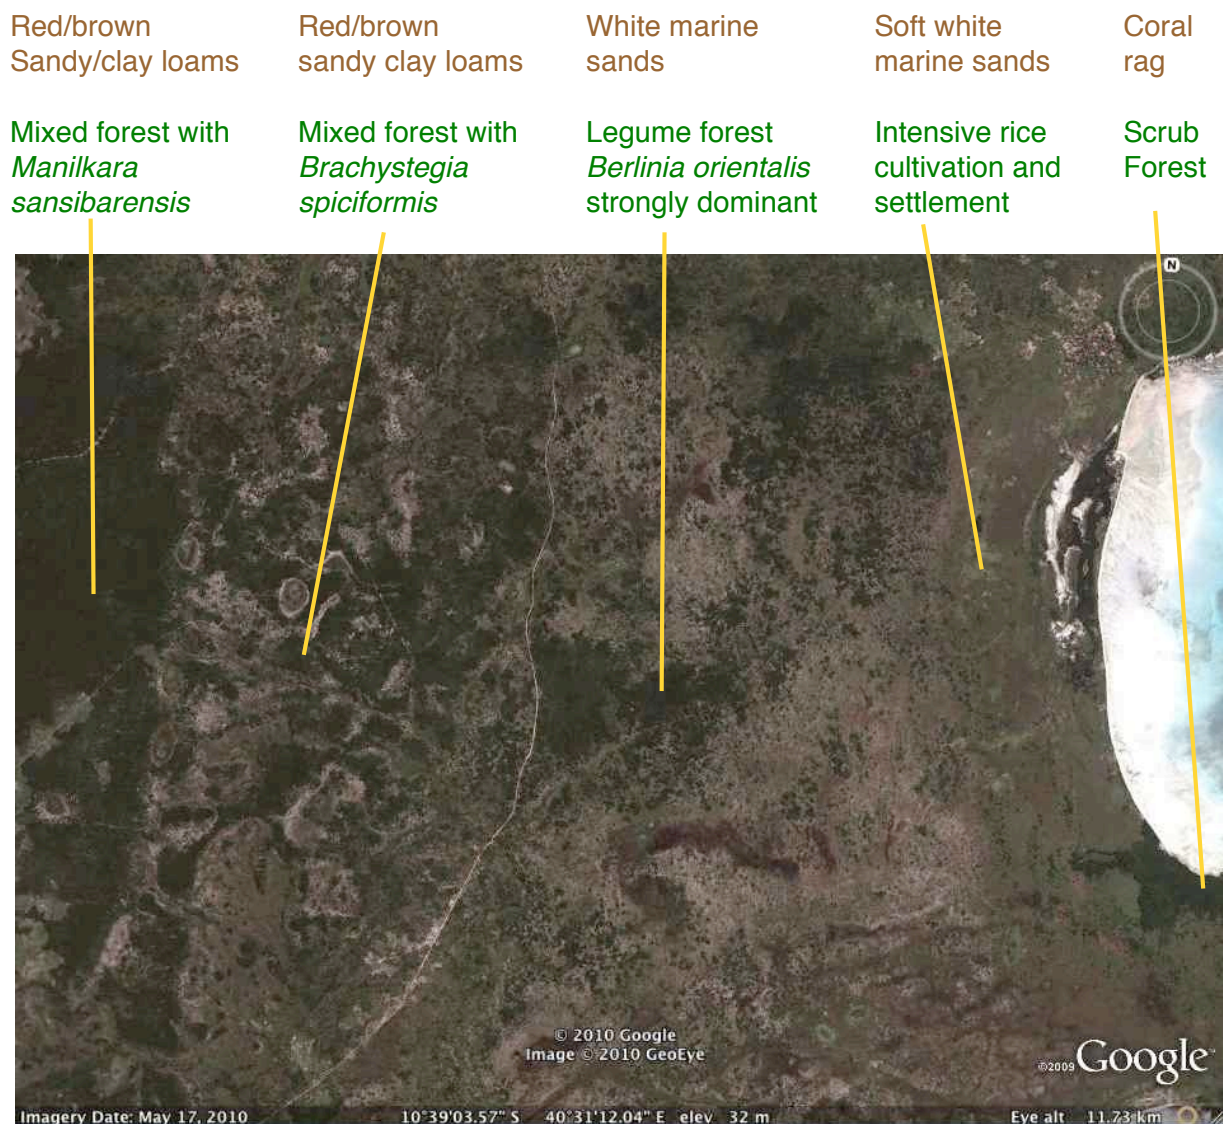 Red/brown
Sandy/clay loams
Mixed forest with
Manilkara
sansibarensis
Red/brown
sandy clay loams
Mixed forest with
Brachystegia
spiciformis
White marine
sands
Legume forest
Berlinia orientalis
strongly dominant
Soft white
marine sands
Intensive rice
cultivation and
settlement
Coral
rag
Scrub
Forest
N
© 2010 Google
Image © 2010 GeoEye
©2009 Google
Imagery Date: May 17, 2010 10°39'03.57" S 40°31'12.04" E elev 32 m Eye alt 11.73 km